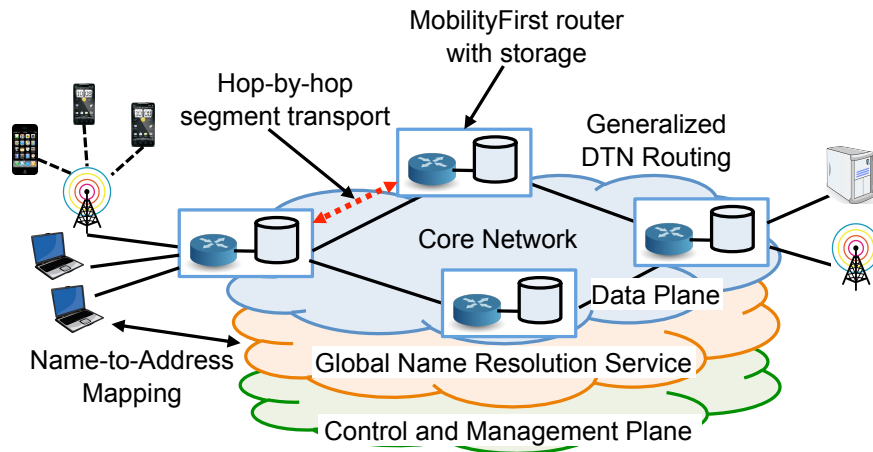 MobilityFirst router
with storage
Hop-by-hop
segment transport
Generalized
DTN Routing
Core Network
Data Plane
Name-to-Address
Mapping
Global Name Resolution Service
Control and Management Plane